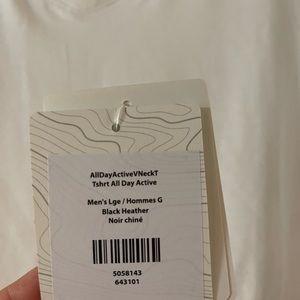 AllDayActiveVNeckT
Tshrt All Day Active
Men's Lge / Hommes G
Black Heather
Noir chiné
5058143
643101